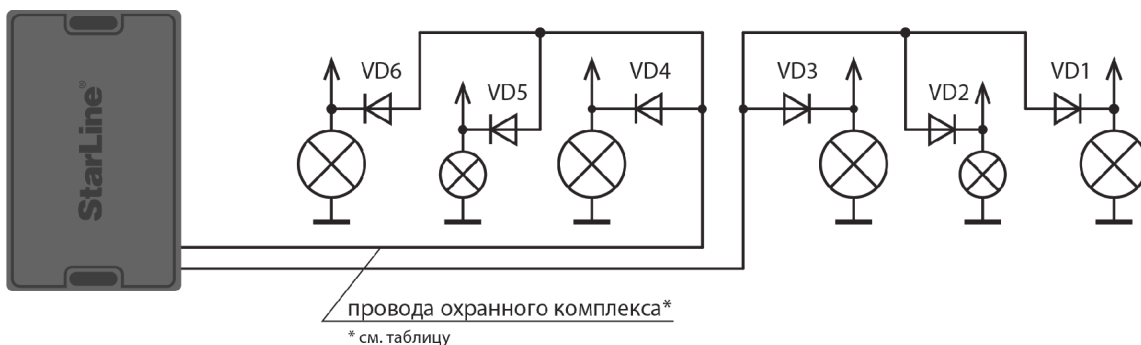 StarLine®
VD6
VD5
VD4
VD3
VD2
VD1
провода охранного комплекса*
* см. таблицу